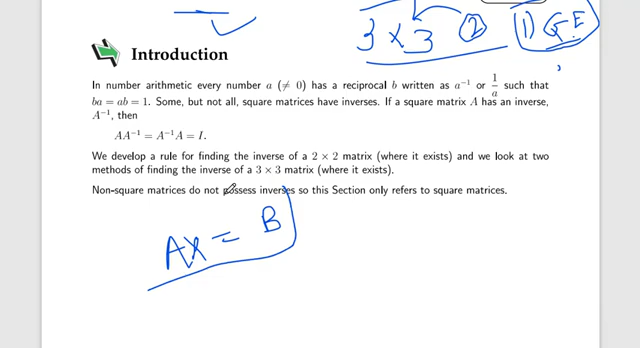 3 × 3 ② 1) G.E
Introduction
In number arithmetic every number a (≠ 0) has a reciprocal b written as a⁻¹ or 1/a such that
ba = ab = 1. Some, but not all, square matrices have inverses. If a square matrix A has an inverse,
A⁻¹, then
AA⁻¹ = A⁻¹A = I.
We develop a rule for finding the inverse of a 2 × 2 matrix (where it exists) and we look at two
methods of finding the inverse of a 3 × 3 matrix (where it exists).
Non-square matrices do not possess inverses so this Section only refers to square matrices.
AX = B